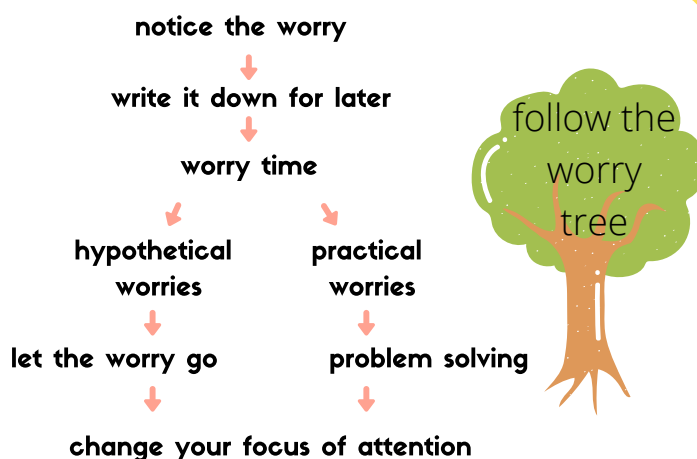 notice the worry
write it down for later
worry time
hypothetical
worries
practical
worries
let the worry go
problem solving
change your focus of attention
follow the
worry
tree